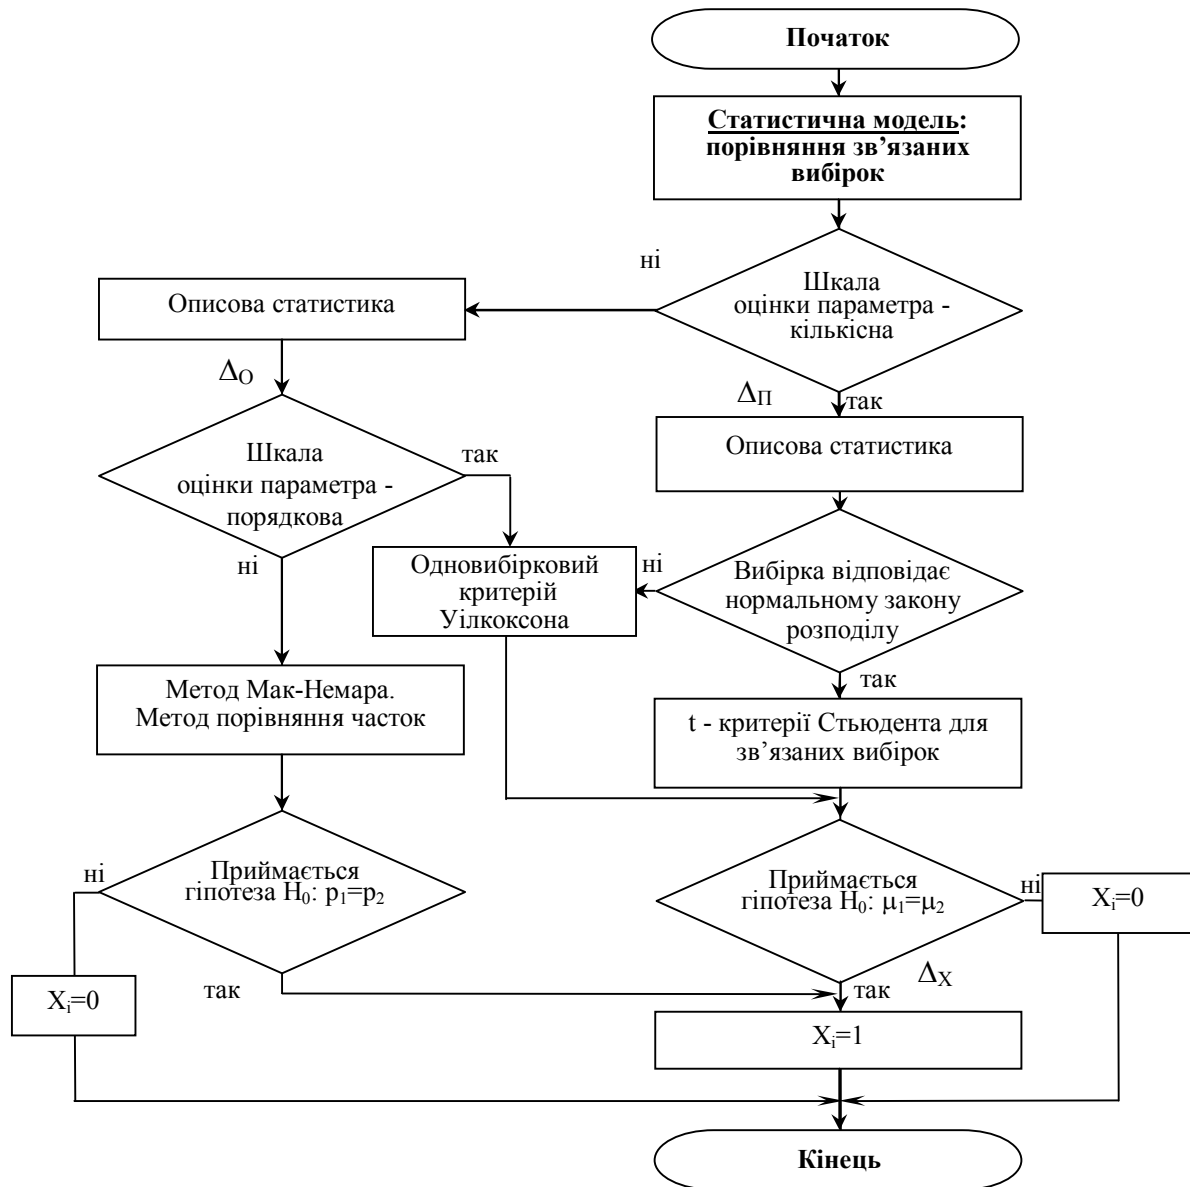 Початок
Статистична модель:
порівняння зв’язаних
вибірок
ні
Шкала
оцінки параметра -
кількісна
Описова статистика
Δ_О
Δ_П
так
Описова статистика
Шкала
оцінки параметра -
порядкова
так
ні
Одновибірковий
критерій
Уілкоксона
ні
Вибірка відповідає
нормальному закону
розподілу
так
Метод Мак-Немара.
Метод порівняння часток
t - критерії Стьюдента для
зв’язаних вибірок
ні
Приймається
гіпотеза H₀: p₁=p₂
Приймається
гіпотеза H₀: μ₁=μ₂
ні
Xᵢ=0
Xᵢ=0
так
Δ_X
так
Xᵢ=1
Кінець